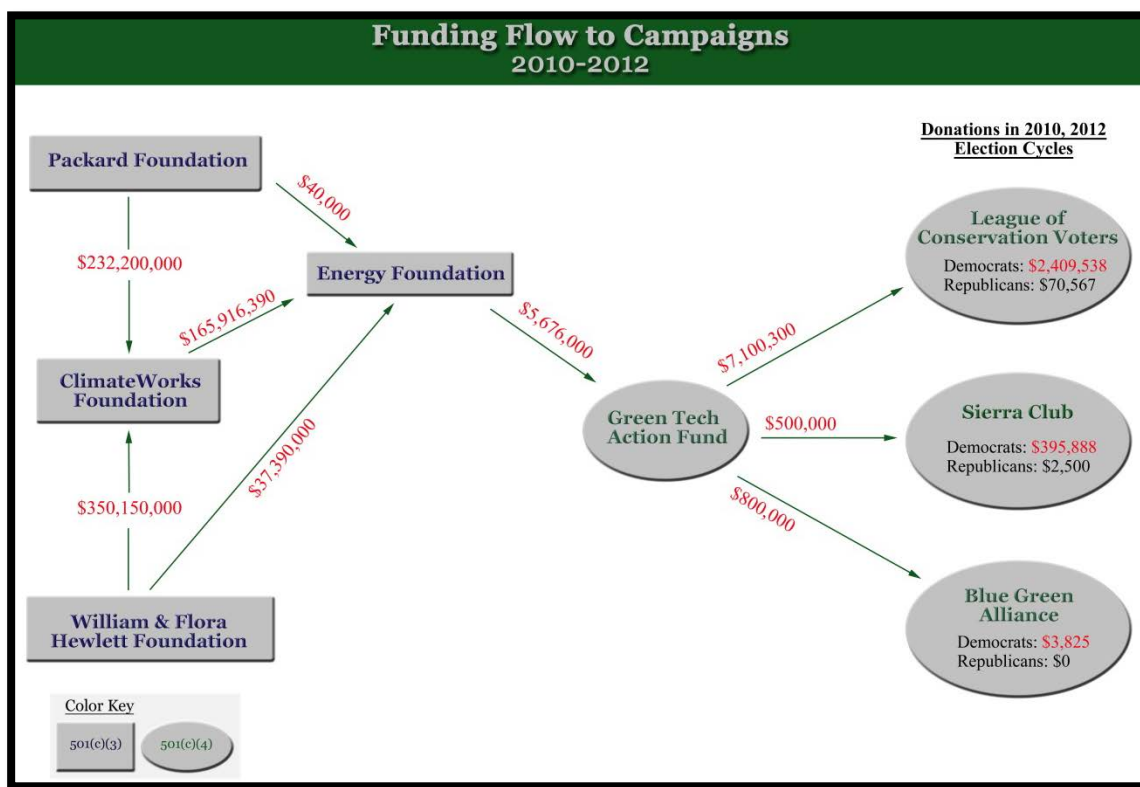 Funding Flow to Campaigns
2010-2012
Donations in 2010, 2012
Election Cycles
Packard Foundation
$40,000
$232,200,000
Energy Foundation
$165,916,390
$5,676,000
ClimateWorks
Foundation
$37,390,000
$350,150,000
William & Flora
Hewlett Foundation
Green Tech
Action Fund
$7,100,300
$500,000
$800,000
League of
Conservation Voters
Democrats: $2,409,538
Republicans: $70,567
Sierra Club
Democrats: $395,888
Republicans: $2,500
Blue Green
Alliance
Democrats: $3,825
Republicans: $0
Color Key
501(c)(3)
501(c)(4)